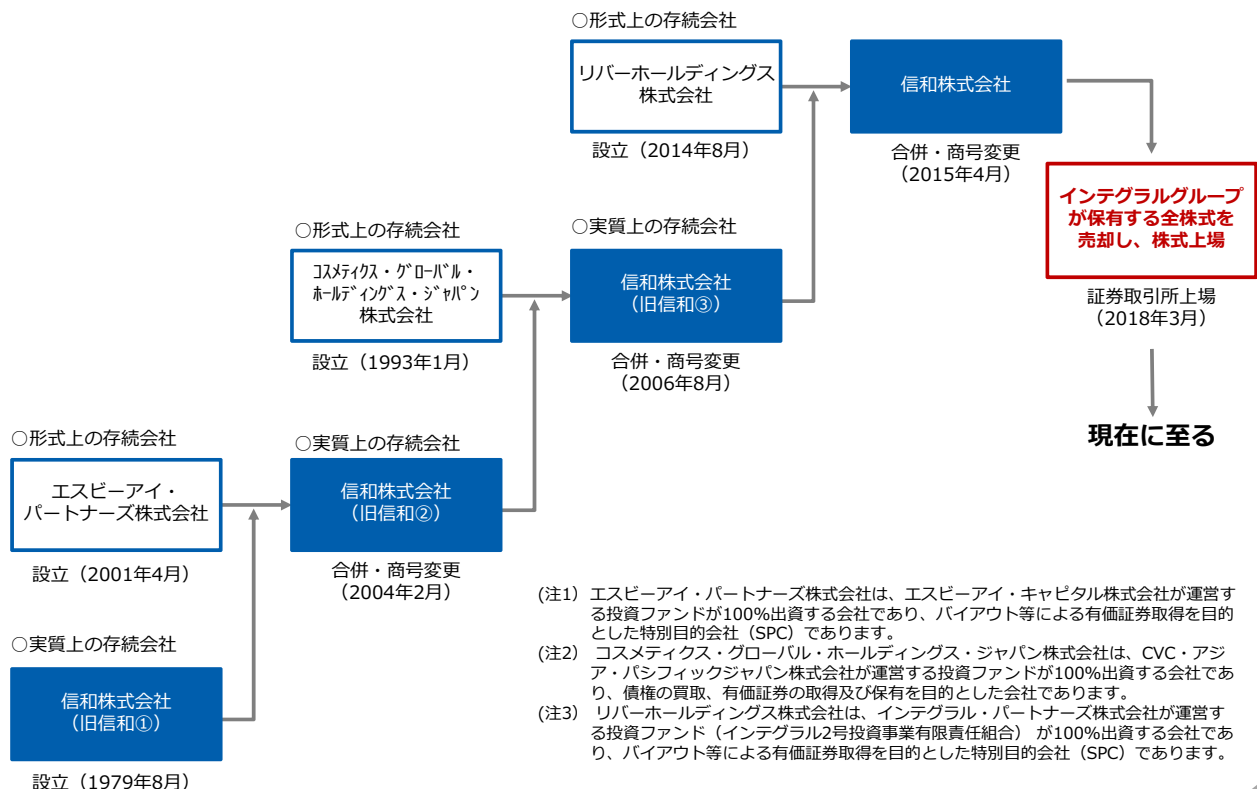 ○形式上の存続会社
リバーホールディングス
株式会社
設立（2014年8月）
信和株式会社
合併・商号変更
（2015年4月）
インテグラルグループ
が保有する全株式を
売却し、株式上場
証券取引所上場
（2018年3月）
現在に至る
○形式上の存続会社
ｺｽﾒﾃｨｸｽ・ｸﾞﾛｰﾊﾞﾙ・
ﾎｰﾙﾃﾞｨﾝｸﾞｽ・ｼﾞｬﾊﾟﾝ
株式会社
設立（1993年1月）
○実質上の存続会社
信和株式会社
（旧信和③）
合併・商号変更
（2006年8月）
○形式上の存続会社
エスビーアイ・
パートナーズ株式会社
設立（2001年4月）
○実質上の存続会社
信和株式会社
（旧信和②）
合併・商号変更
（2004年2月）
○実質上の存続会社
信和株式会社
（旧信和①）
設立（1979年8月）
(注1) エスビーアイ・パートナーズ株式会社は、エスビーアイ・キャピタル株式会社が運営す
る投資ファンドが100%出資する会社であり、バイアウト等による有価証券取得を目的
とした特別目的会社（SPC）であります。
(注2) コスメティクス・グローバル・ホールディングス・ジャパン株式会社は、CVC・アジ
ア・パシフィックジャパン株式会社が運営する投資ファンドが100%出資する会社であ
り、債権の買取、有価証券の取得及び保有を目的とした会社であります。
(注3) リバーホールディングス株式会社は、インテグラル・パートナーズ株式会社が運営す
る投資ファンド（インテグラル2号投資事業有限責任組合） が100%出資する会社であ
り、バイアウト等による有価証券取得を目的とした特別目的会社（SPC）であります。